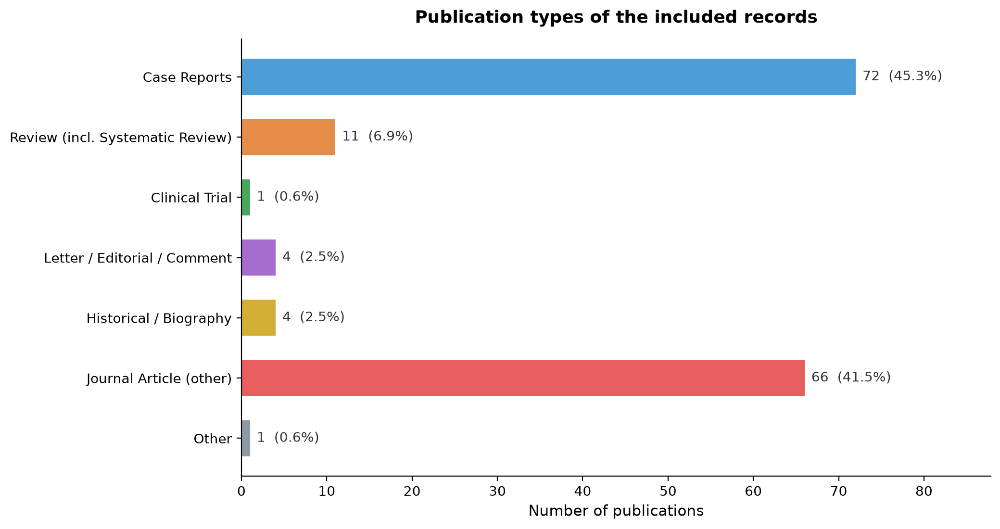 Publication types of the included records
Case Reports
72 (45.3%)
Review (incl. Systematic Review)
11 (6.9%)
Clinical Trial
1 (0.6%)
Letter / Editorial / Comment
4 (2.5%)
Historical / Biography
4 (2.5%)
Journal Article (other)
66 (41.5%)
Other
1 (0.6%)
0 10 20 30 40 50 60 70 80
Number of publications